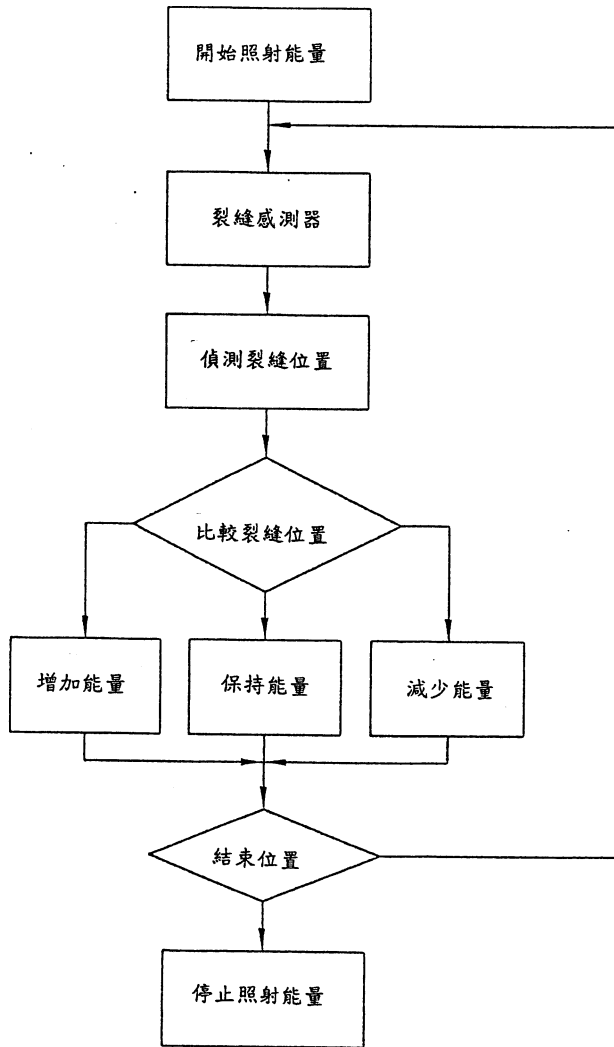 開始照射能量
裂縫感測器
偵測裂縫位置
比較裂縫位置
增加能量
保持能量
減少能量
結束位置
停止照射能量